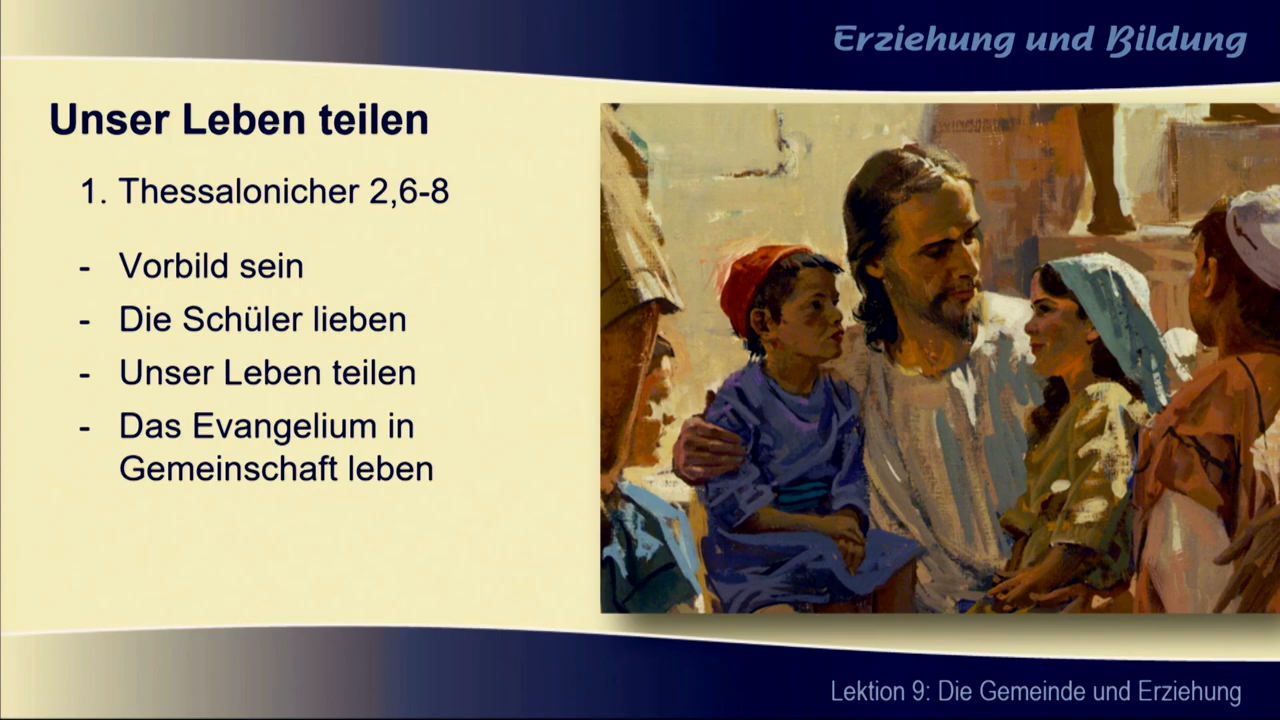 Erziehung und Bildung
Unser Leben teilen
1. Thessalonicher 2,6-8
- Vorbild sein
- Die Schüler lieben
- Unser Leben teilen
- Das Evangelium in
Gemeinschaft leben
Lektion 9: Die Gemeinde und Erziehung